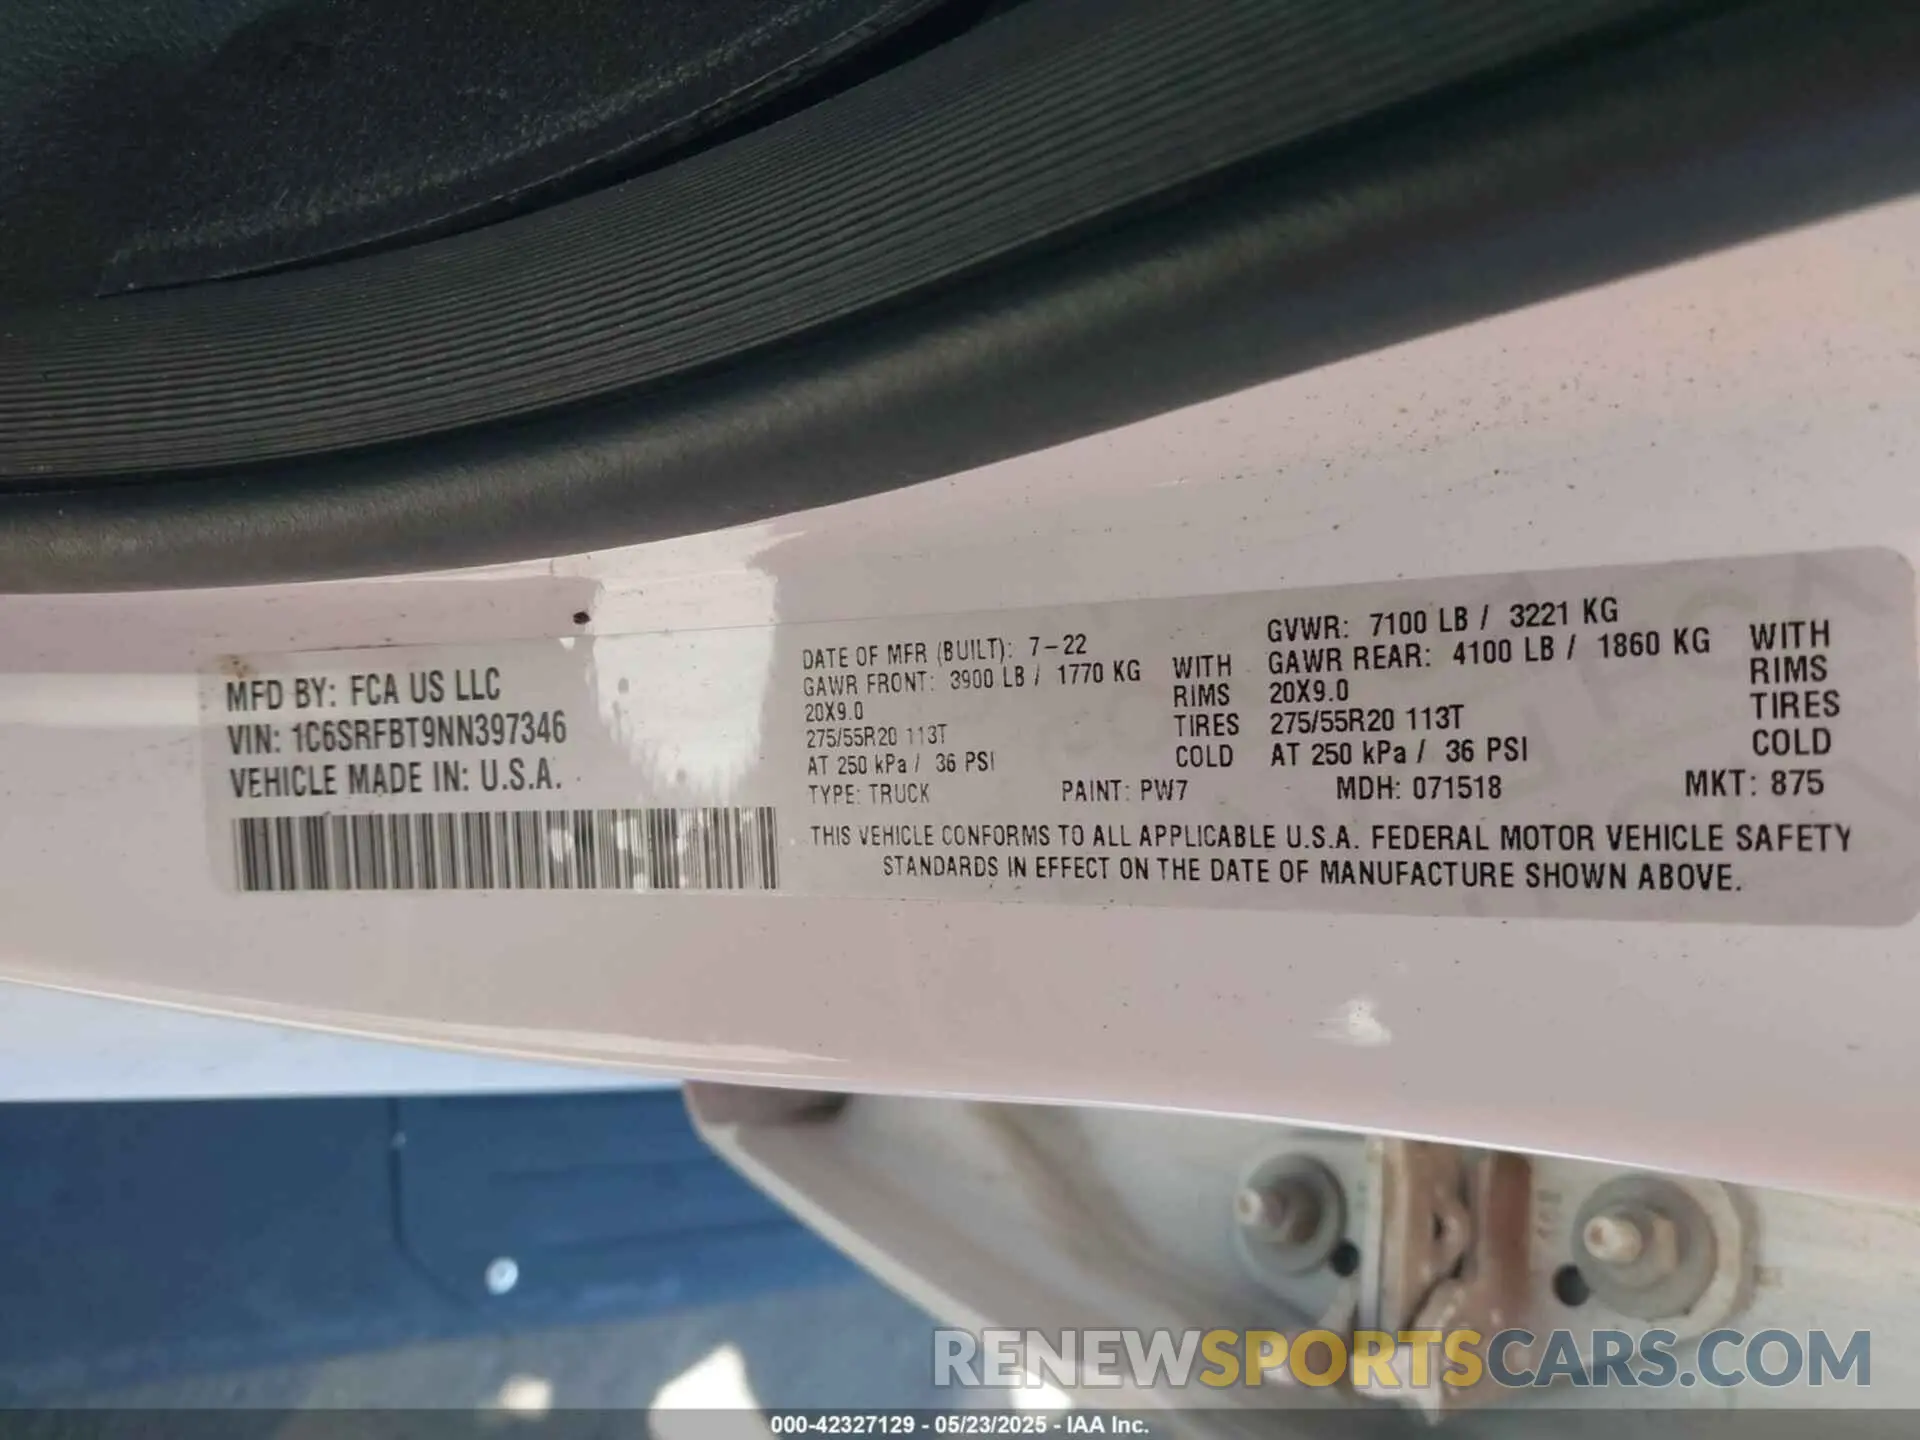 MFD BY: FCA US LLC
VIN: 1C6SRFBT9NN397346
VEHICLE MADE IN: U.S.A.
DATE OF MFR (BUILT): 7-22
GAWR FRONT: 3900 LB / 1770 KG WITH
20X9.0 RIMS
275/55R20 113T TIRES
AT 250 kPa / 36 PSI COLD
GVWR: 7100 LB / 3221 KG
GAWR REAR: 4100 LB / 1860 KG WITH
20X9.0 RIMS
275/55R20 113T TIRES
AT 250 kPa / 36 PSI COLD
TYPE: TRUCK PAINT: PW7 MDH: 071518 MKT: 875
THIS VEHICLE CONFORMS TO ALL APPLICABLE U.S.A. FEDERAL MOTOR VEHICLE SAFETY
STANDARDS IN EFFECT ON THE DATE OF MANUFACTURE SHOWN ABOVE.
RENEWSPORTSCARS.COM
000-42327129 - 05/23/2025 - IAA Inc.